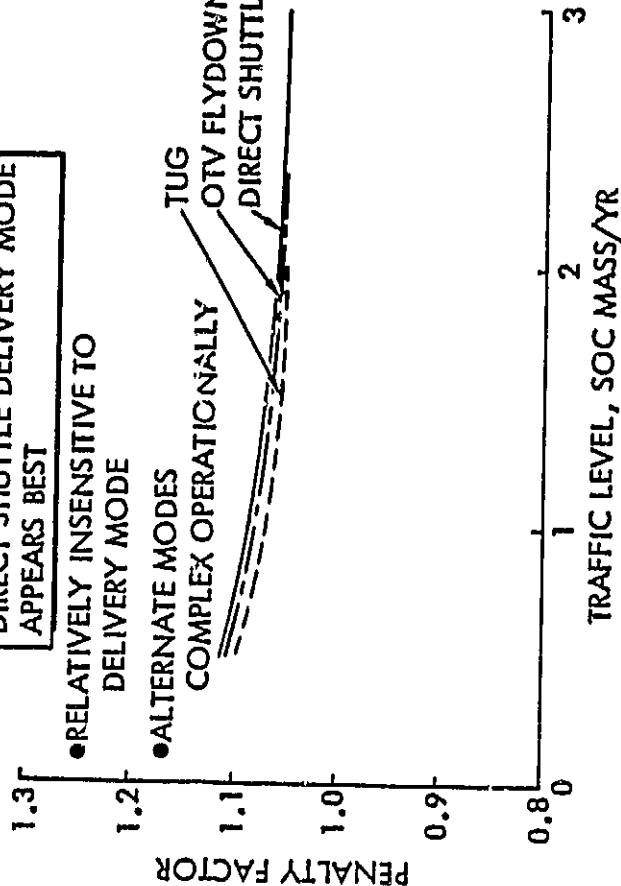 DIRECT SHUTTLE DELIVERY MODE
APPEARS BEST
●RELATIVELY INSENSITIVE TO
DELIVERY MODE
●ALTERNATE MODES
COMPLEX OPERATIONALLY
TUG
OTV FLYDOWN
DIRECT SHUTTL
PENALTY FACTOR
1.3
1.2
1.1
1.0
0.9
0.8
0
1
2
3
TRAFFIC LEVEL, SOC MASS/YR